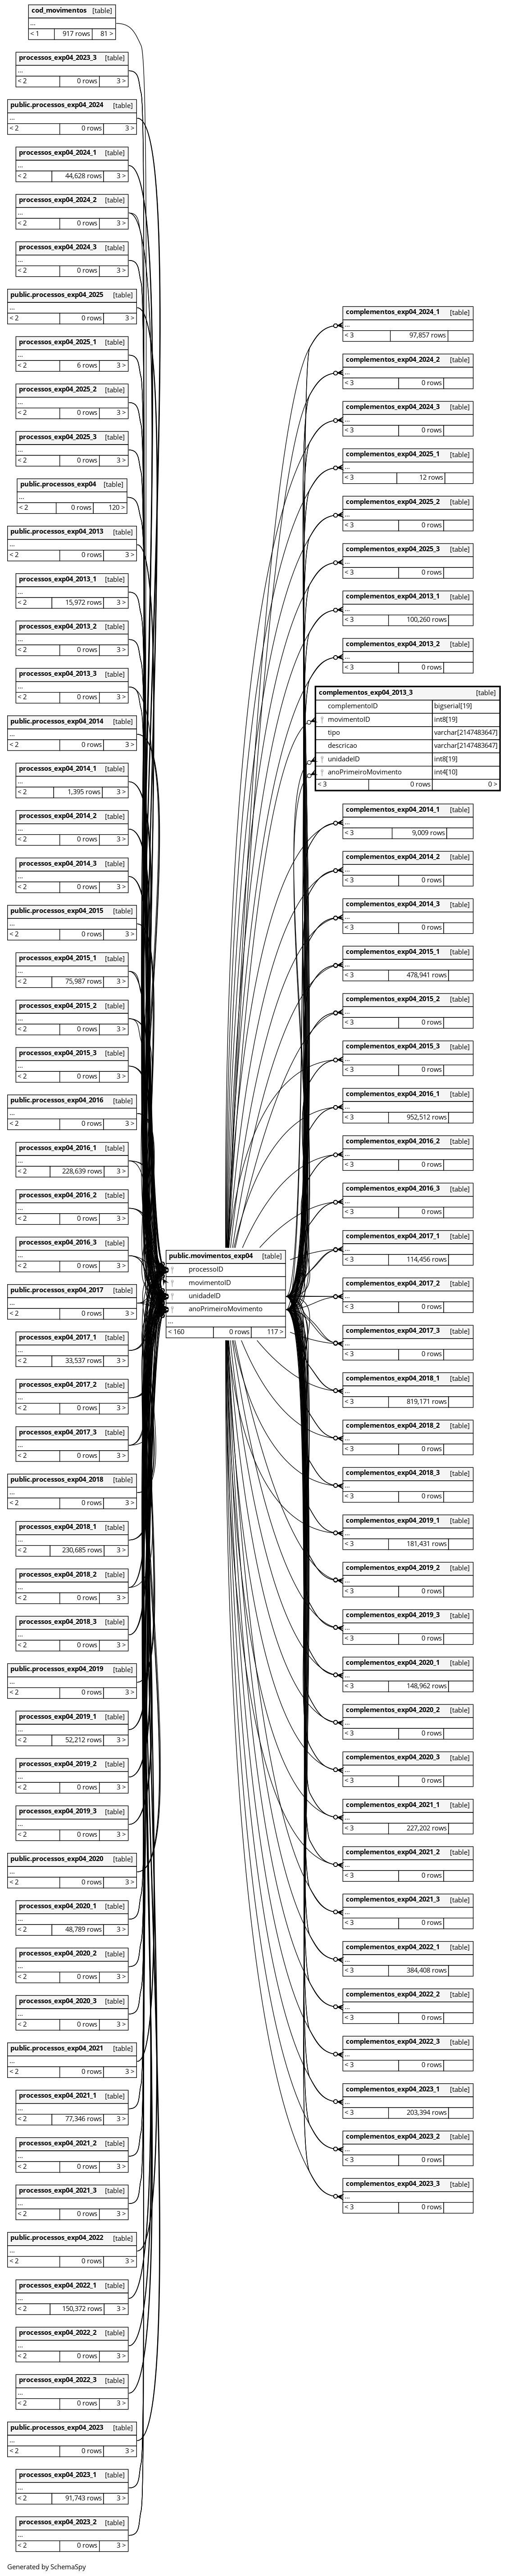 cod_movimentos [table]
...
< 1 917 rows 81 >
processos_exp04_2023_3 [table]
...
< 2 0 rows 3 >
public.processos_exp04_2024 [table]
...
< 2 0 rows 3 >
processos_exp04_2024_1 [table]
...
< 2 44,628 rows 3 >
processos_exp04_2024_2 [table]
...
< 2 0 rows 3 >
processos_exp04_2024_3 [table]
...
< 2 0 rows 3 >
public.processos_exp04_2025 [table]
...
< 2 0 rows 3 >
processos_exp04_2025_1 [table]
...
< 2 6 rows 3 >
processos_exp04_2025_2 [table]
...
< 2 0 rows 3 >
processos_exp04_2025_3 [table]
...
< 2 0 rows 3 >
public.processos_exp04 [table]
...
< 2 0 rows 120 >
public.processos_exp04_2013 [table]
...
< 2 0 rows 3 >
processos_exp04_2013_1 [table]
...
< 2 15,972 rows 3 >
processos_exp04_2013_2 [table]
...
< 2 0 rows 3 >
processos_exp04_2013_3 [table]
...
< 2 0 rows 3 >
public.processos_exp04_2014 [table]
...
< 2 0 rows 3 >
processos_exp04_2014_1 [table]
...
< 2 1,395 rows 3 >
processos_exp04_2014_2 [table]
...
< 2 0 rows 3 >
processos_exp04_2014_3 [table]
...
< 2 0 rows 3 >
public.processos_exp04_2015 [table]
...
< 2 0 rows 3 >
processos_exp04_2015_1 [table]
...
< 2 75,987 rows 3 >
processos_exp04_2015_2 [table]
...
< 2 0 rows 3 >
processos_exp04_2015_3 [table]
...
< 2 0 rows 3 >
public.processos_exp04_2016 [table]
...
< 2 0 rows 3 >
processos_exp04_2016_1 [table]
...
< 2 228,639 rows 3 >
processos_exp04_2016_2 [table]
...
< 2 0 rows 3 >
processos_exp04_2016_3 [table]
...
< 2 0 rows 3 >
public.processos_exp04_2017 [table]
...
< 2 0 rows 3 >
processos_exp04_2017_1 [table]
...
< 2 33,537 rows 3 >
processos_exp04_2017_2 [table]
...
< 2 0 rows 3 >
processos_exp04_2017_3 [table]
...
< 2 0 rows 3 >
public.processos_exp04_2018 [table]
...
< 2 0 rows 3 >
processos_exp04_2018_1 [table]
...
< 2 230,685 rows 3 >
processos_exp04_2018_2 [table]
...
< 2 0 rows 3 >
processos_exp04_2018_3 [table]
...
< 2 0 rows 3 >
public.processos_exp04_2019 [table]
...
< 2 0 rows 3 >
processos_exp04_2019_1 [table]
...
< 2 52,212 rows 3 >
processos_exp04_2019_2 [table]
...
< 2 0 rows 3 >
processos_exp04_2019_3 [table]
...
< 2 0 rows 3 >
public.processos_exp04_2020 [table]
...
< 2 0 rows 3 >
processos_exp04_2020_1 [table]
...
< 2 48,789 rows 3 >
processos_exp04_2020_2 [table]
...
< 2 0 rows 3 >
processos_exp04_2020_3 [table]
...
< 2 0 rows 3 >
public.processos_exp04_2021 [table]
...
< 2 0 rows 3 >
processos_exp04_2021_1 [table]
...
< 2 77,346 rows 3 >
processos_exp04_2021_2 [table]
...
< 2 0 rows 3 >
processos_exp04_2021_3 [table]
...
< 2 0 rows 3 >
public.processos_exp04_2022 [table]
...
< 2 0 rows 3 >
processos_exp04_2022_1 [table]
...
< 2 150,372 rows 3 >
processos_exp04_2022_2 [table]
...
< 2 0 rows 3 >
processos_exp04_2022_3 [table]
...
< 2 0 rows 3 >
public.processos_exp04_2023 [table]
...
< 2 0 rows 3 >
processos_exp04_2023_1 [table]
...
< 2 91,743 rows 3 >
processos_exp04_2023_2 [table]
...
< 2 0 rows 3 >
public.movimentos_exp04 [table]
processoID
movimentoID
unidadeID
anoPrimeiroMovimento
...
< 160 0 rows 117 >
complementos_exp04_2024_1 [table]
...
< 3 97,857 rows
complementos_exp04_2024_2 [table]
...
< 3 0 rows
complementos_exp04_2024_3 [table]
...
< 3 0 rows
complementos_exp04_2025_1 [table]
...
< 3 12 rows
complementos_exp04_2025_2 [table]
...
< 3 0 rows
complementos_exp04_2025_3 [table]
...
< 3 0 rows
complementos_exp04_2013_1 [table]
...
< 3 100,260 rows
complementos_exp04_2013_2 [table]
...
< 3 0 rows
complementos_exp04_2013_3 [table]
complementoID bigserial[19]
movimentoID int8[19]
tipo varchar[2147483647]
descricao varchar[2147483647]
unidadeID int8[19]
anoPrimeiroMovimento int4[10]
< 3 0 rows 0 >
complementos_exp04_2014_1 [table]
...
< 3 9,009 rows
complementos_exp04_2014_2 [table]
...
< 3 0 rows
complementos_exp04_2014_3 [table]
...
< 3 0 rows
complementos_exp04_2015_1 [table]
...
< 3 478,941 rows
complementos_exp04_2015_2 [table]
...
< 3 0 rows
complementos_exp04_2015_3 [table]
...
< 3 0 rows
complementos_exp04_2016_1 [table]
...
< 3 952,512 rows
complementos_exp04_2016_2 [table]
...
< 3 0 rows
complementos_exp04_2016_3 [table]
...
< 3 0 rows
complementos_exp04_2017_1 [table]
...
< 3 114,456 rows
complementos_exp04_2017_2 [table]
...
< 3 0 rows
complementos_exp04_2017_3 [table]
...
< 3 0 rows
complementos_exp04_2018_1 [table]
...
< 3 819,171 rows
complementos_exp04_2018_2 [table]
...
< 3 0 rows
complementos_exp04_2018_3 [table]
...
< 3 0 rows
complementos_exp04_2019_1 [table]
...
< 3 181,431 rows
complementos_exp04_2019_2 [table]
...
< 3 0 rows
complementos_exp04_2019_3 [table]
...
< 3 0 rows
complementos_exp04_2020_1 [table]
...
< 3 148,962 rows
complementos_exp04_2020_2 [table]
...
< 3 0 rows
complementos_exp04_2020_3 [table]
...
< 3 0 rows
complementos_exp04_2021_1 [table]
...
< 3 227,202 rows
complementos_exp04_2021_2 [table]
...
< 3 0 rows
complementos_exp04_2021_3 [table]
...
< 3 0 rows
complementos_exp04_2022_1 [table]
...
< 3 384,408 rows
complementos_exp04_2022_2 [table]
...
< 3 0 rows
complementos_exp04_2022_3 [table]
...
< 3 0 rows
complementos_exp04_2023_1 [table]
...
< 3 203,394 rows
complementos_exp04_2023_2 [table]
...
< 3 0 rows
complementos_exp04_2023_3 [table]
...
< 3 0 rows
Generated by SchemaSpy